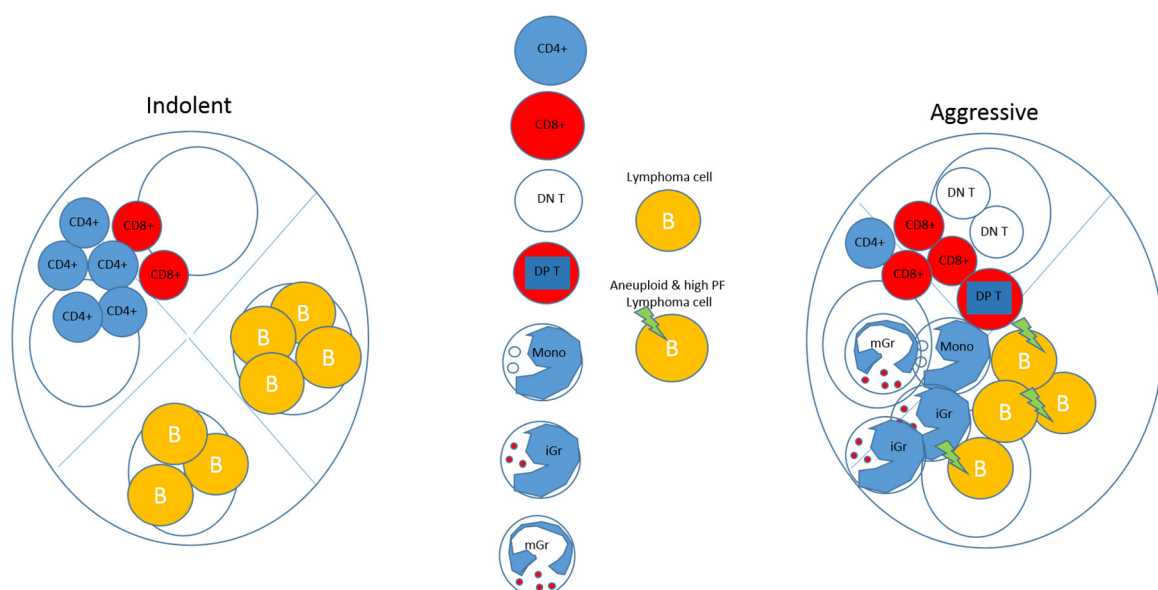 Indolent
CD4+
CD8+
CD4+
CD4+
CD8+
CD4+
CD4+
B
B
B
B
B
B
B
CD4+
CD8+
DN T
DP T
Mono
iGr
mGr
Lymphoma cell
B
Aneuploid & high PF
Lymphoma cell
B
Aggressive
DN T
CD8+
DN T
CD4+
CD8+
CD8+
DP T
mGr
Mono
B
B
B
iGr
iGr
B